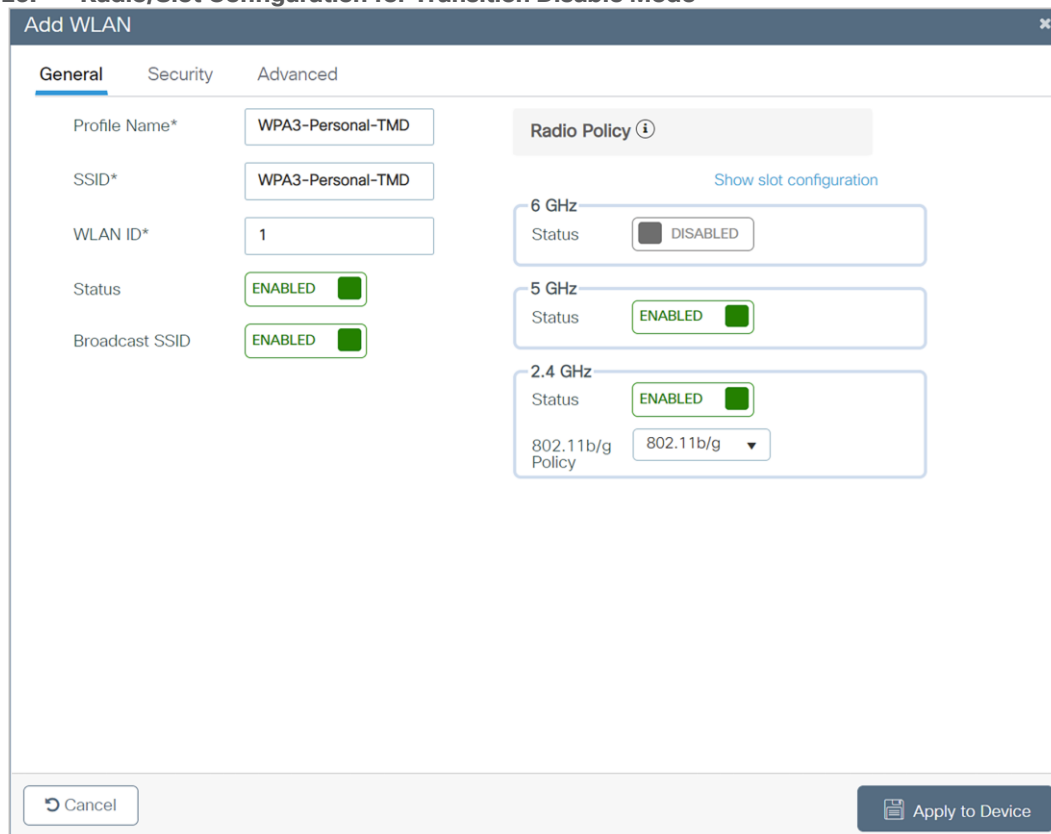 Radio/Slot Configuration for Transition Disable Mode
Add WLAN
General Security Advanced
Profile Name* WPA3-Personal-TMD
SSID* WPA3-Personal-TMD
WLAN ID* 1
Status ENABLED
Broadcast SSID ENABLED
Radio Policy
Show slot configuration
6 GHz
Status DISABLED
5 GHz
Status ENABLED
2.4 GHz
Status ENABLED
802.11b/g Policy 802.11b/g
Cancel
Apply to Device